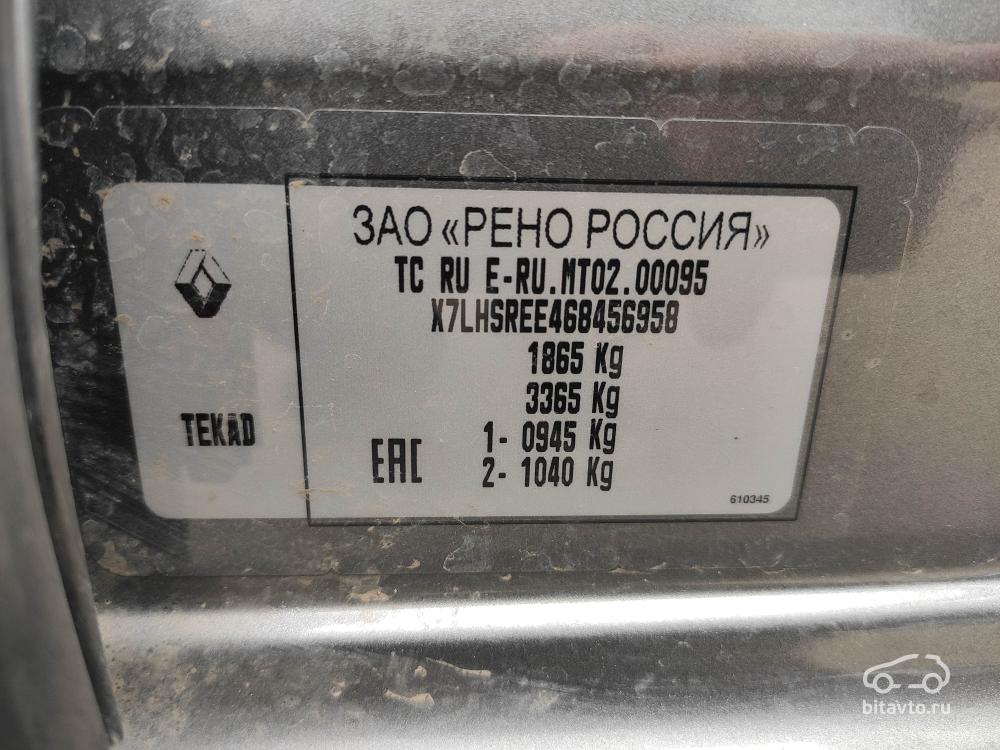 ЗАО «РЕНО РОССИЯ»
TC RU E-RU.MT02.00095
X7LHSREE468456958
1865 Kg
3365 Kg
1- 0945 Kg
2- 1040 Kg
TEKAD
EAC
610345
bitavto.ru